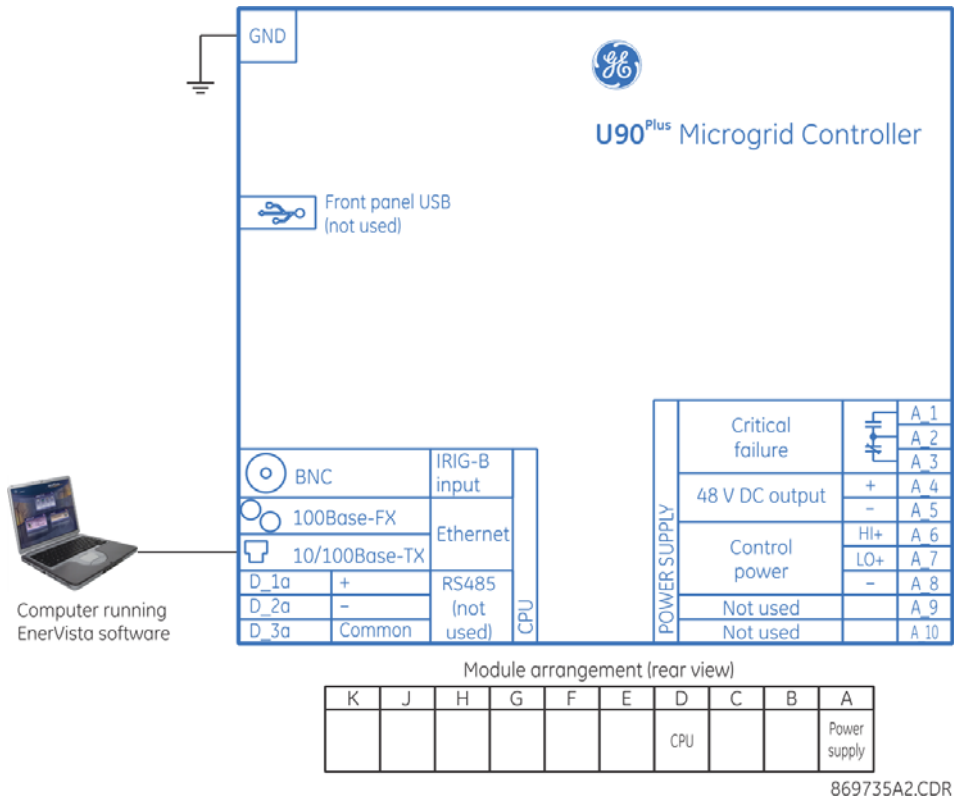 GND
GE
U90Plus Microgrid Controller
Front panel USB
(not used)
BNC
IRIG-B
input
100Base-FX
Ethernet
10/100Base-TX
D_1a +
D_2a −
D_3a Common
RS485
(not
used)
CPU
Computer running
EnerVista software
POWER SUPPLY
Critical
failure
A_1
A_2
A_3
48 V DC output
+ A_4
− A_5
Control
power
HI+ A_6
LO+ A_7
− A_8
Not used A_9
Not used A_10
Module arrangement (rear view)
K J H G F E D C B A
CPU
Power
supply
869735A2.CDR